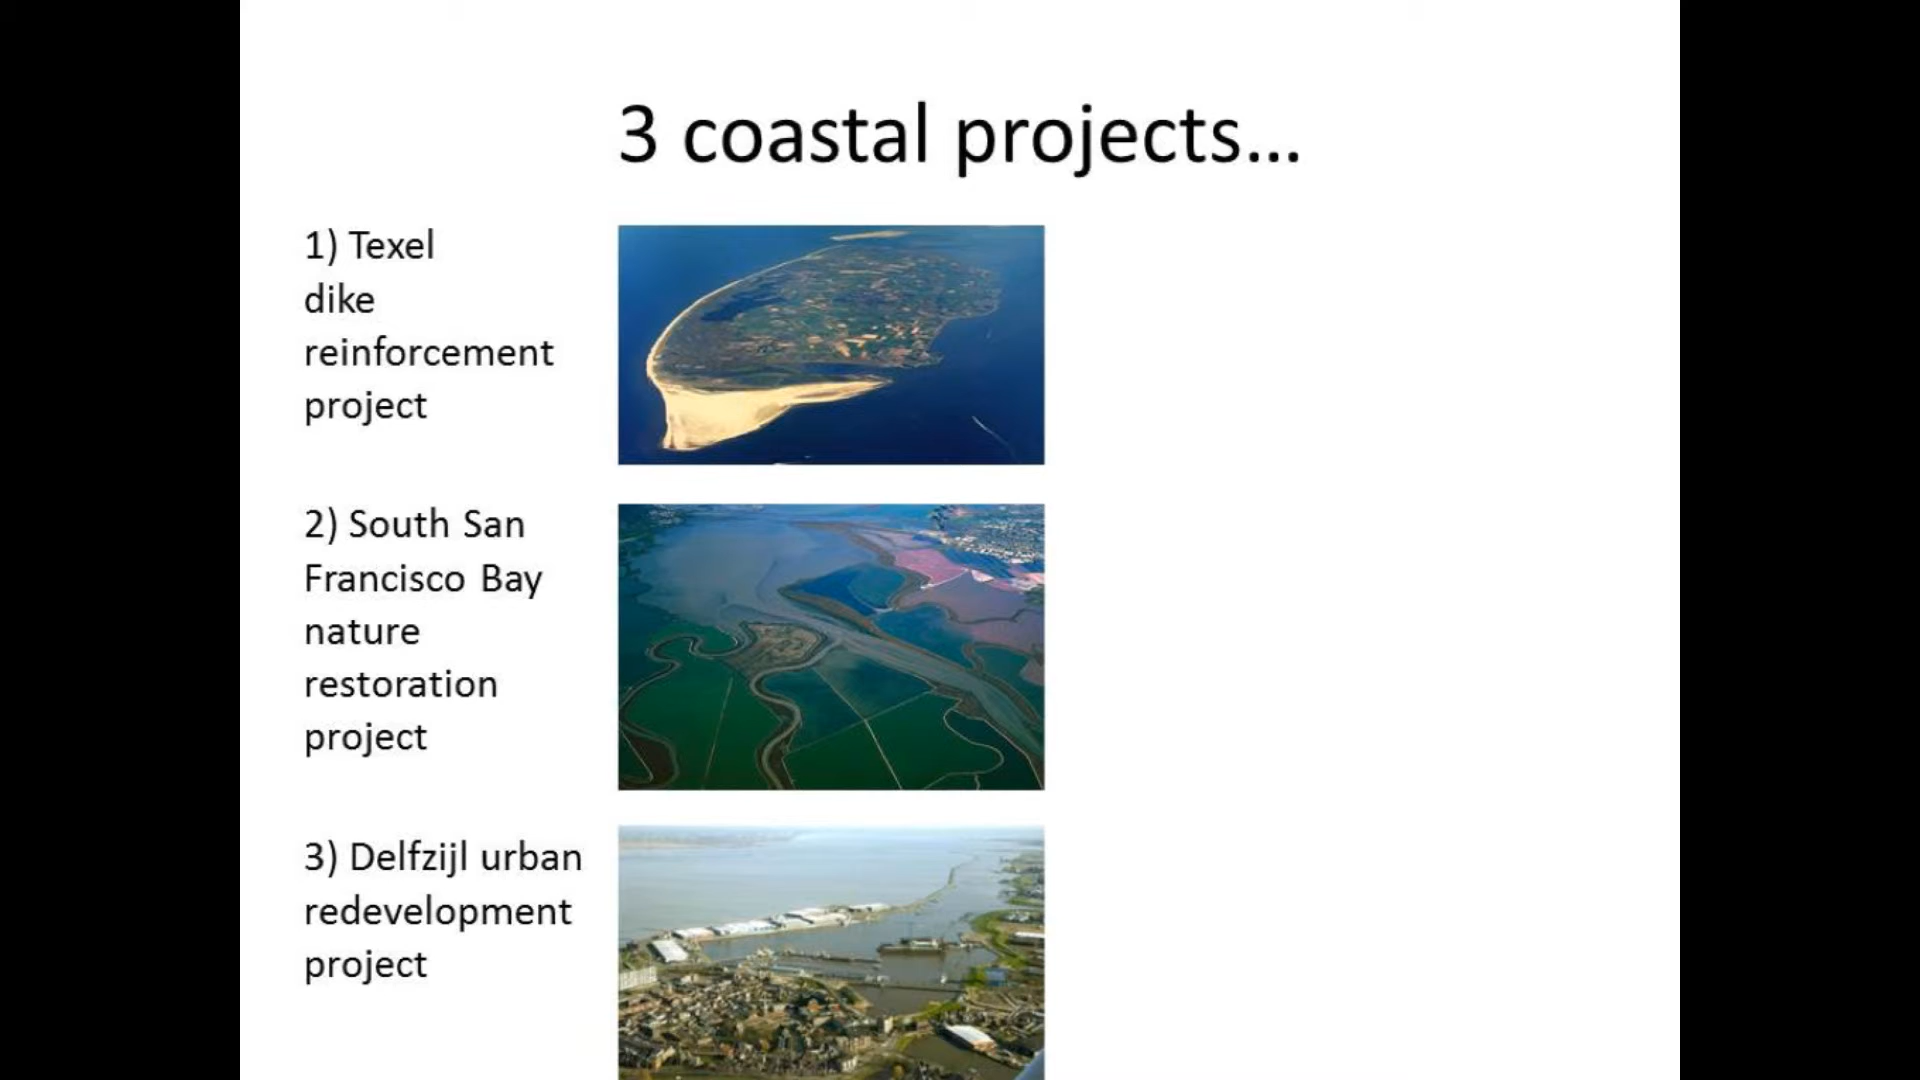 3 coastal projects...
1) Texel
dike
reinforcement
project
2) South San
Francisco Bay
nature
restoration
project
3) Delfzijl urban
redevelopment
project